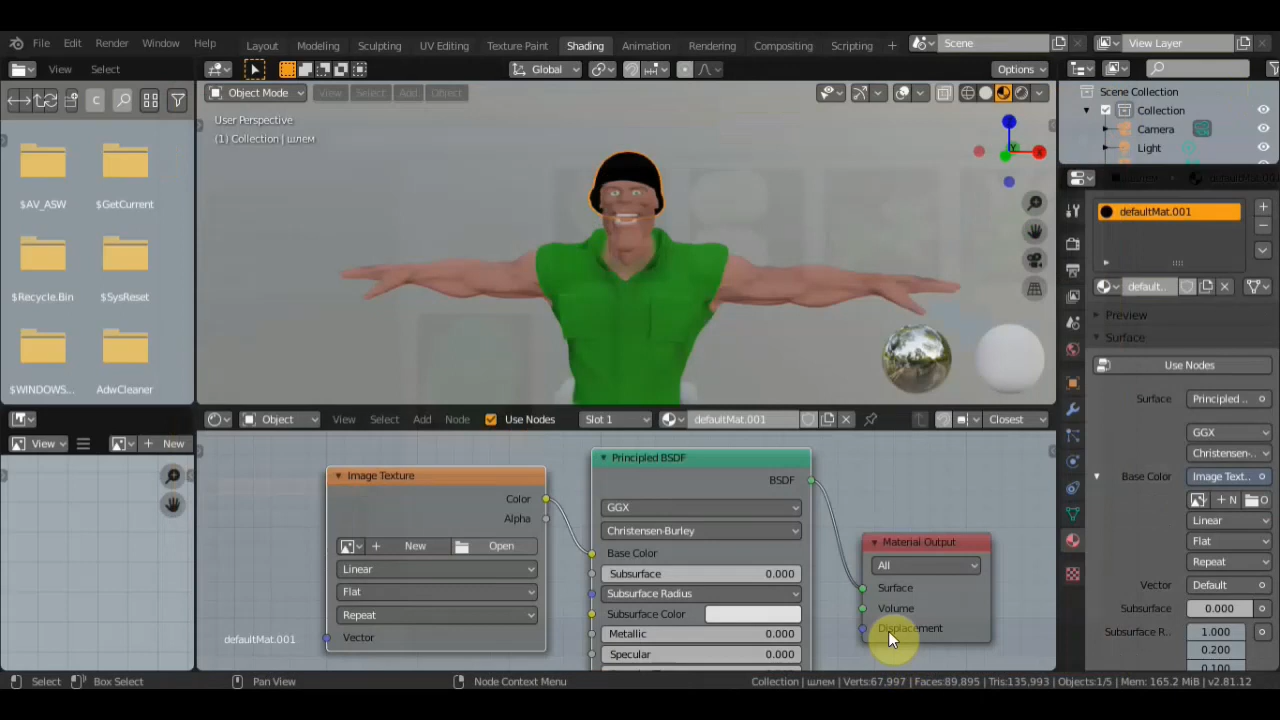 File Edit Render Window Help Layout Modeling Sculpting UV Editing Texture Paint Shading Animation Rendering Compositing Scripting + Scene View Layer
View Select Global Options
Object Mode View Select Add Object
User Perspective
(1) Collection | шлем
Scene Collection
Collection
Camera
Light
$AV_ASW $GetCurrent
$Recycle.Bin $SysReset
$WINDOWS... AdwCleaner
X
Y
defaultMat.001
default..
Preview
Surface
Use Nodes
Surface Principled ..
GGX
Christensen-..
Base Color Image Text..
+ N O
Linear
Flat
Repeat
Vector Default
Subsurface 0.000
Subsurface R... 1.000
0.200
0.100
View + New
Object View Select Add Node Use Nodes Slot 1 defaultMat.001 Closest
Image Texture
Color
Alpha
+ New Open
Linear
Flat
Repeat
Vector
defaultMat.001
Principled BSDF
BSDF
GGX
Christensen-Burley
Base Color
Subsurface 0.000
Subsurface Radius
Subsurface Color
Metallic 0.000
Specular 0.000
Material Output
All
Surface
Volume
Displacement
Select Box Select Pan View Node Context Menu Collection | шлем | Verts:67,997 | Faces:89,895 | Tris:135,993 | Objects:1/5 | Mem: 165.2 MiB | v2.81.12